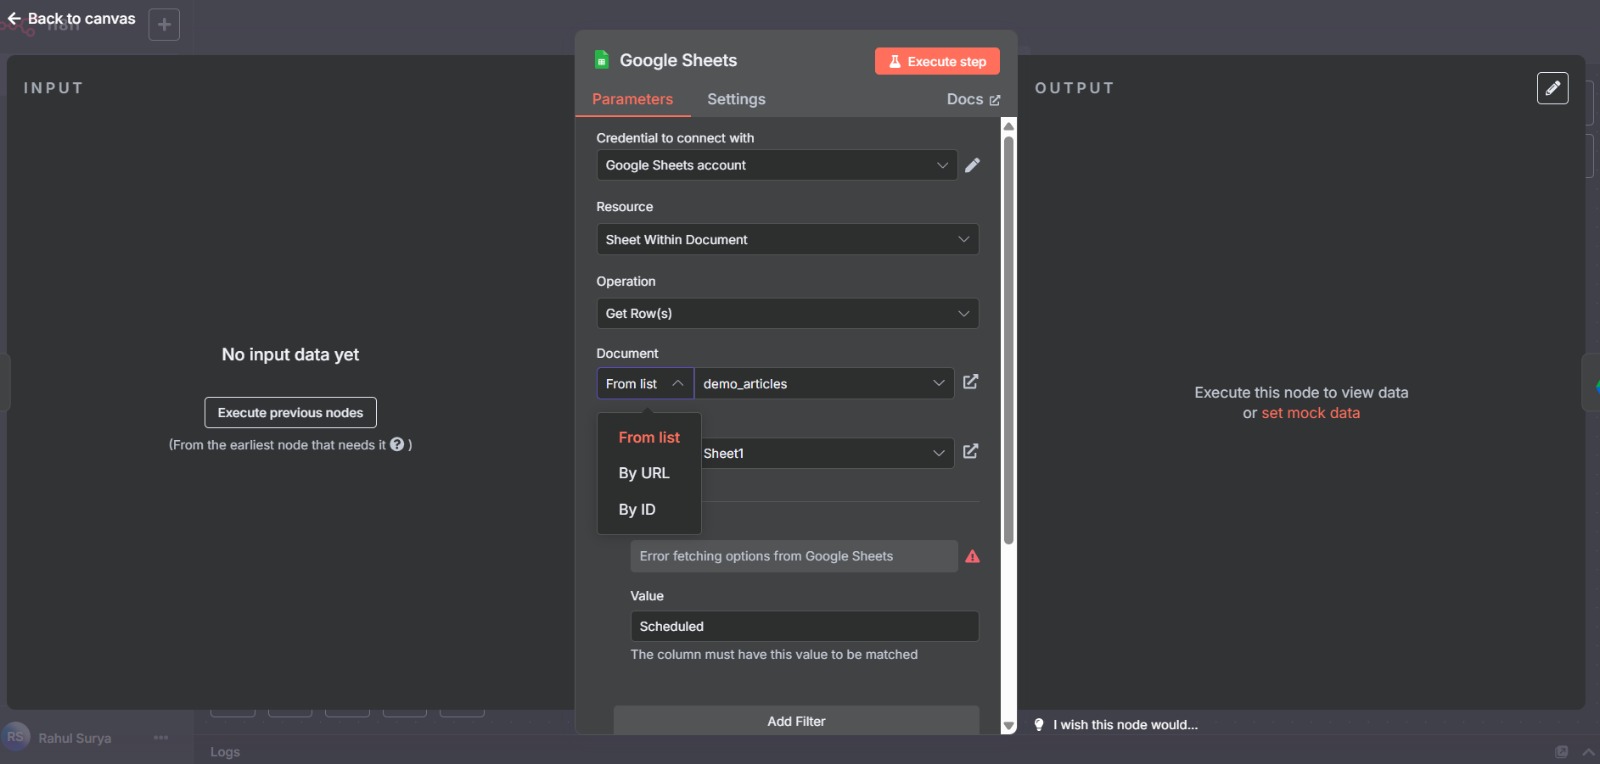 Back to canvas
n8n
INPUT
No input data yet
Execute previous nodes
(From the earliest node that needs it ? )
Google Sheets
Execute step
Parameters
Settings
Docs
Credential to connect with
Google Sheets account
Resource
Sheet Within Document
Operation
Get Row(s)
Document
From list
demo_articles
From list
By URL
By ID
Sheet1
Error fetching options from Google Sheets
Value
Scheduled
The column must have this value to be matched
Add Filter
OUTPUT
Execute this node to view data
or set mock data
I wish this node would...
RS
Rahul Surya
Logs